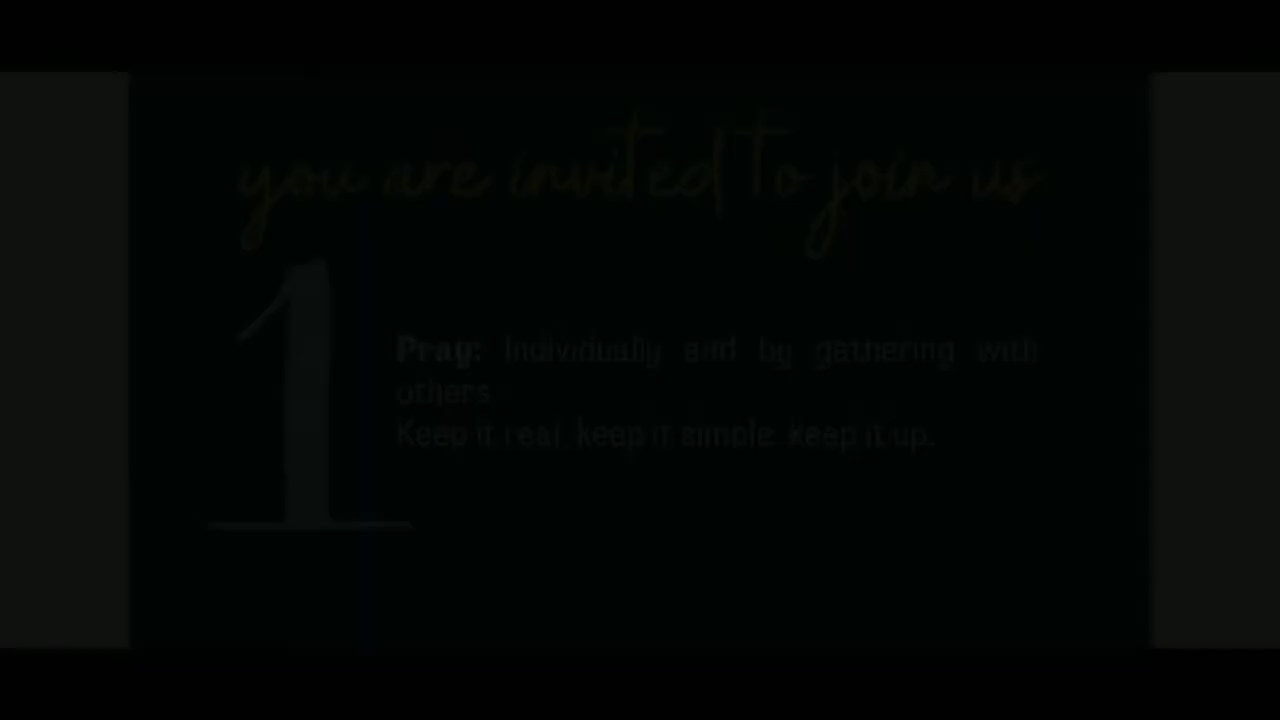 you are invited to join us
1
Pray: Individually and by gathering with
others.
Keep it real, keep it simple, keep it up.